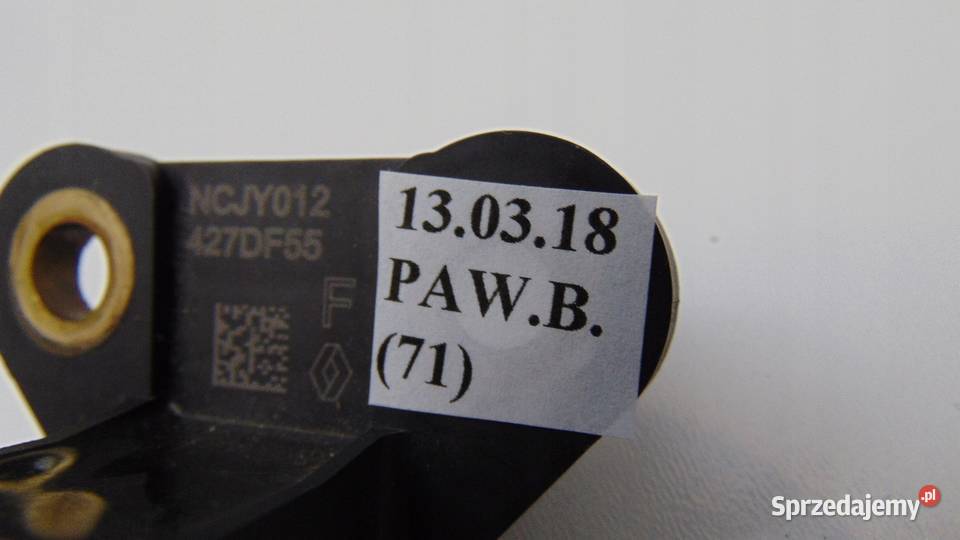 NCJY012
427DF55
F
13.03.18
PAW.B.
(71)
Sprzedajemy.pl